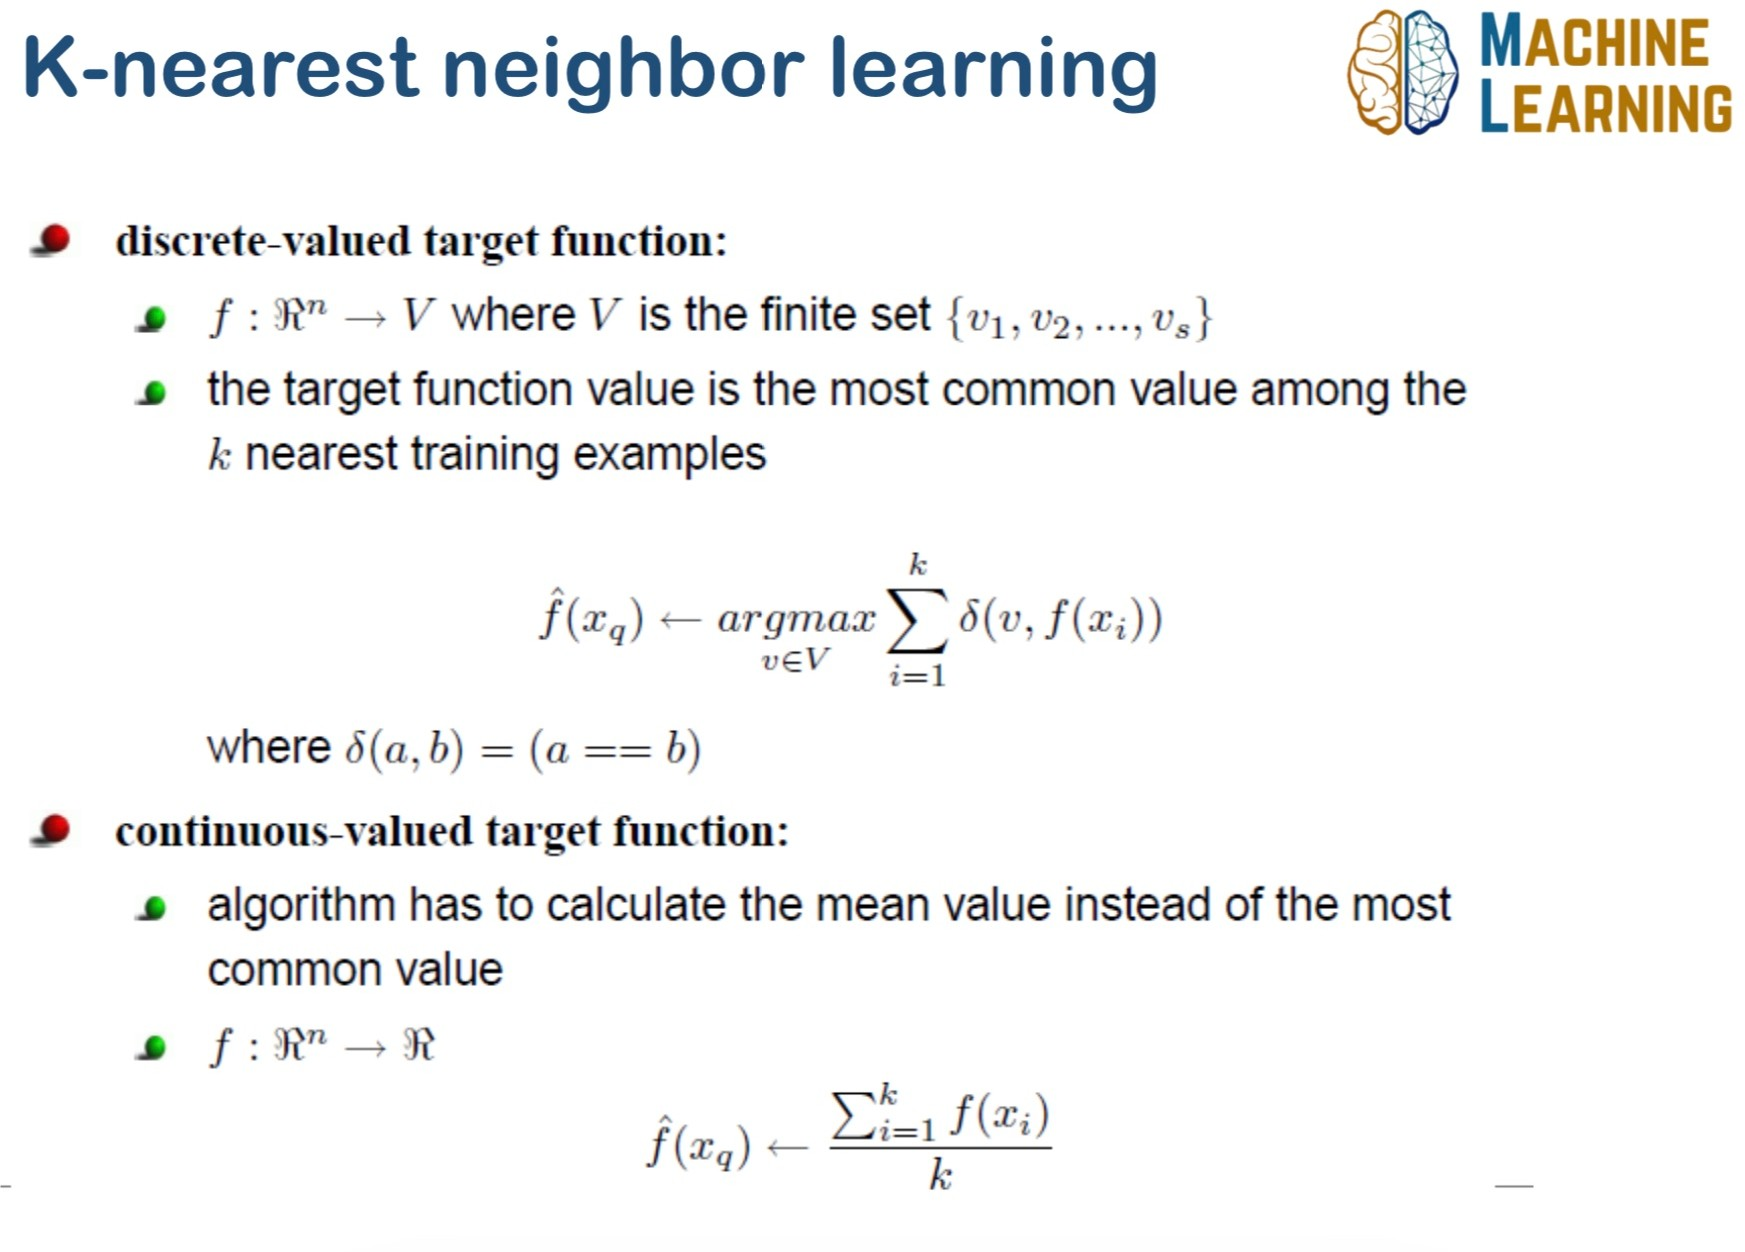 K-nearest neighbor learning
MACHINE
LEARNING
discrete-valued target function:
f : ℜⁿ → V where V is the finite set {v₁, v₂, ..., vₛ}
the target function value is the most common value among the
k nearest training examples
f̂(x_q) ← argmax_{v∈V} ∑_{i=1}^{k} δ(v, f(xᵢ))
where δ(a, b) = (a == b)
continuous-valued target function:
algorithm has to calculate the mean value instead of the most
common value
f : ℜⁿ → ℜ
f̂(x_q) ← ∑_{i=1}^{k} f(xᵢ) / k